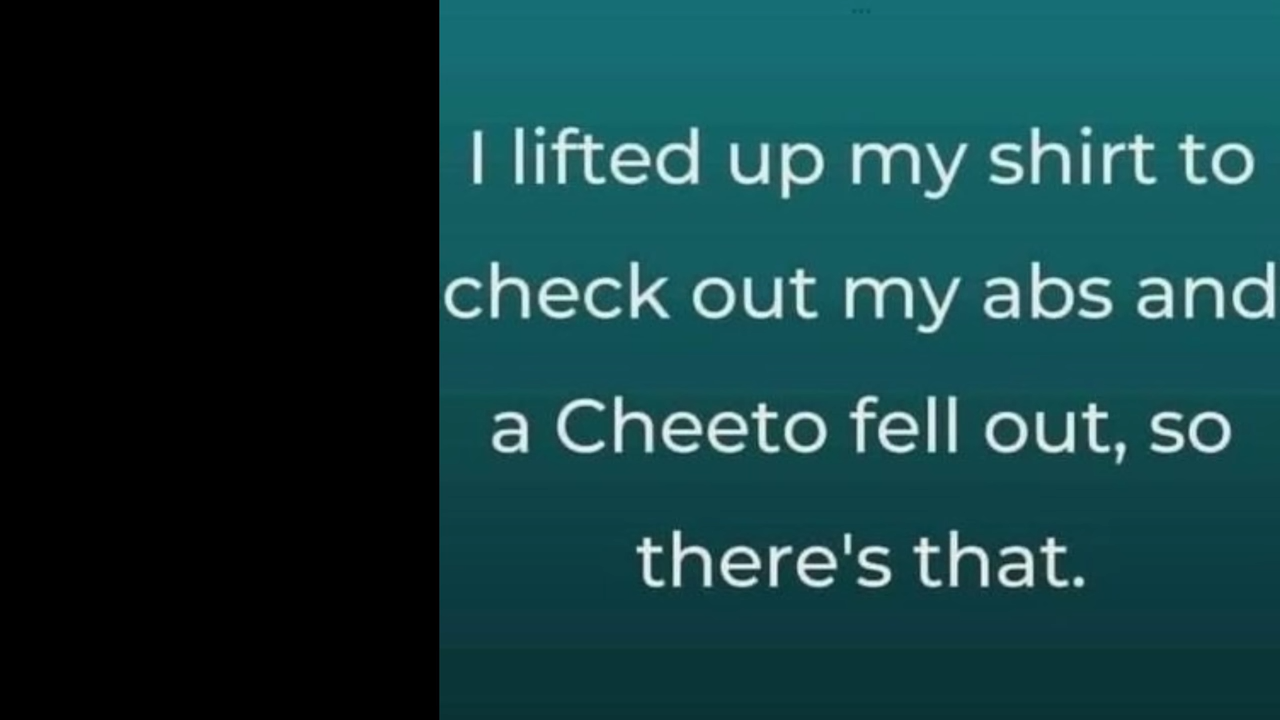 I lifted up my shirt to
check out my abs and
a Cheeto fell out, so
there's that.